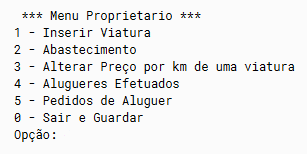 *** Menu Proprietario ***
1 - Inserir Viatura
2 - Abastecimento
3 - Alterar Preço por km de uma viatura
4 - Alugueres Efetuados
5 - Pedidos de Aluguer
0 - Sair e Guardar
Opção: